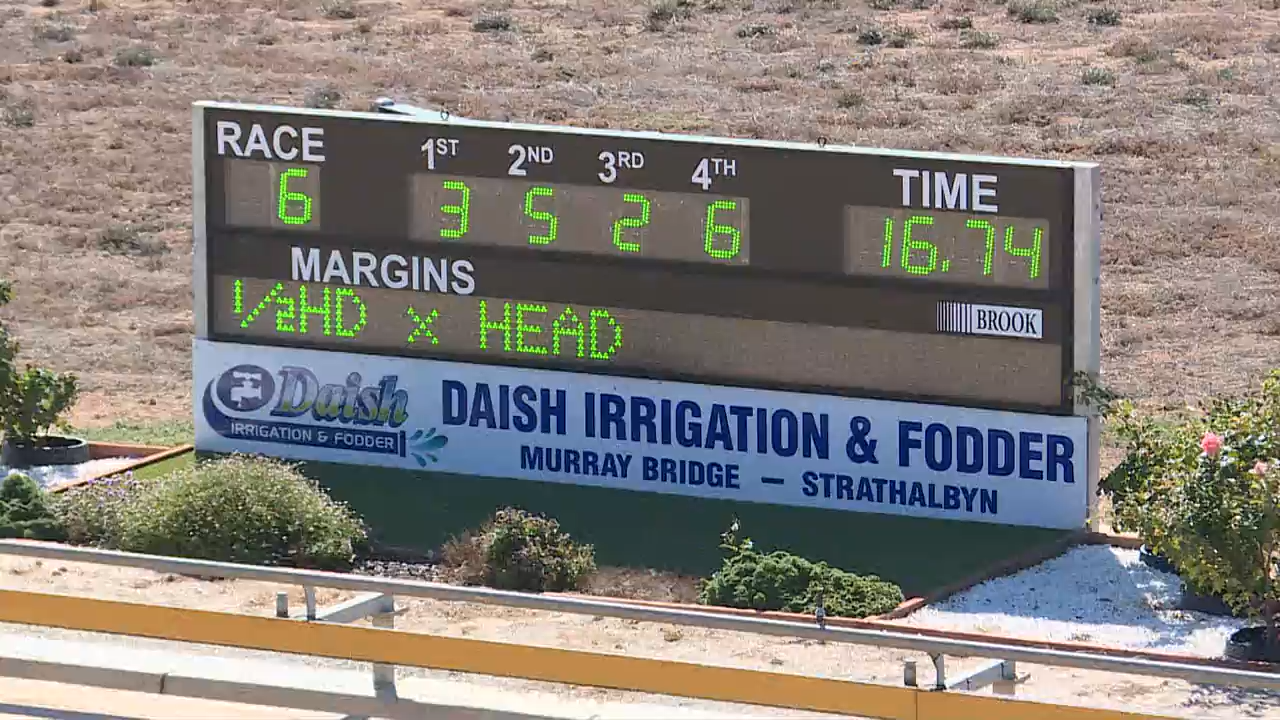 RACE 1ST 2ND 3RD 4TH TIME
6 3 5 2 6 16.74
MARGINS
1/2HD x HEAD
BROOK
Daish
IRRIGATION & FODDER
DAISH IRRIGATION & FODDER
MURRAY BRIDGE – STRATHALBYN